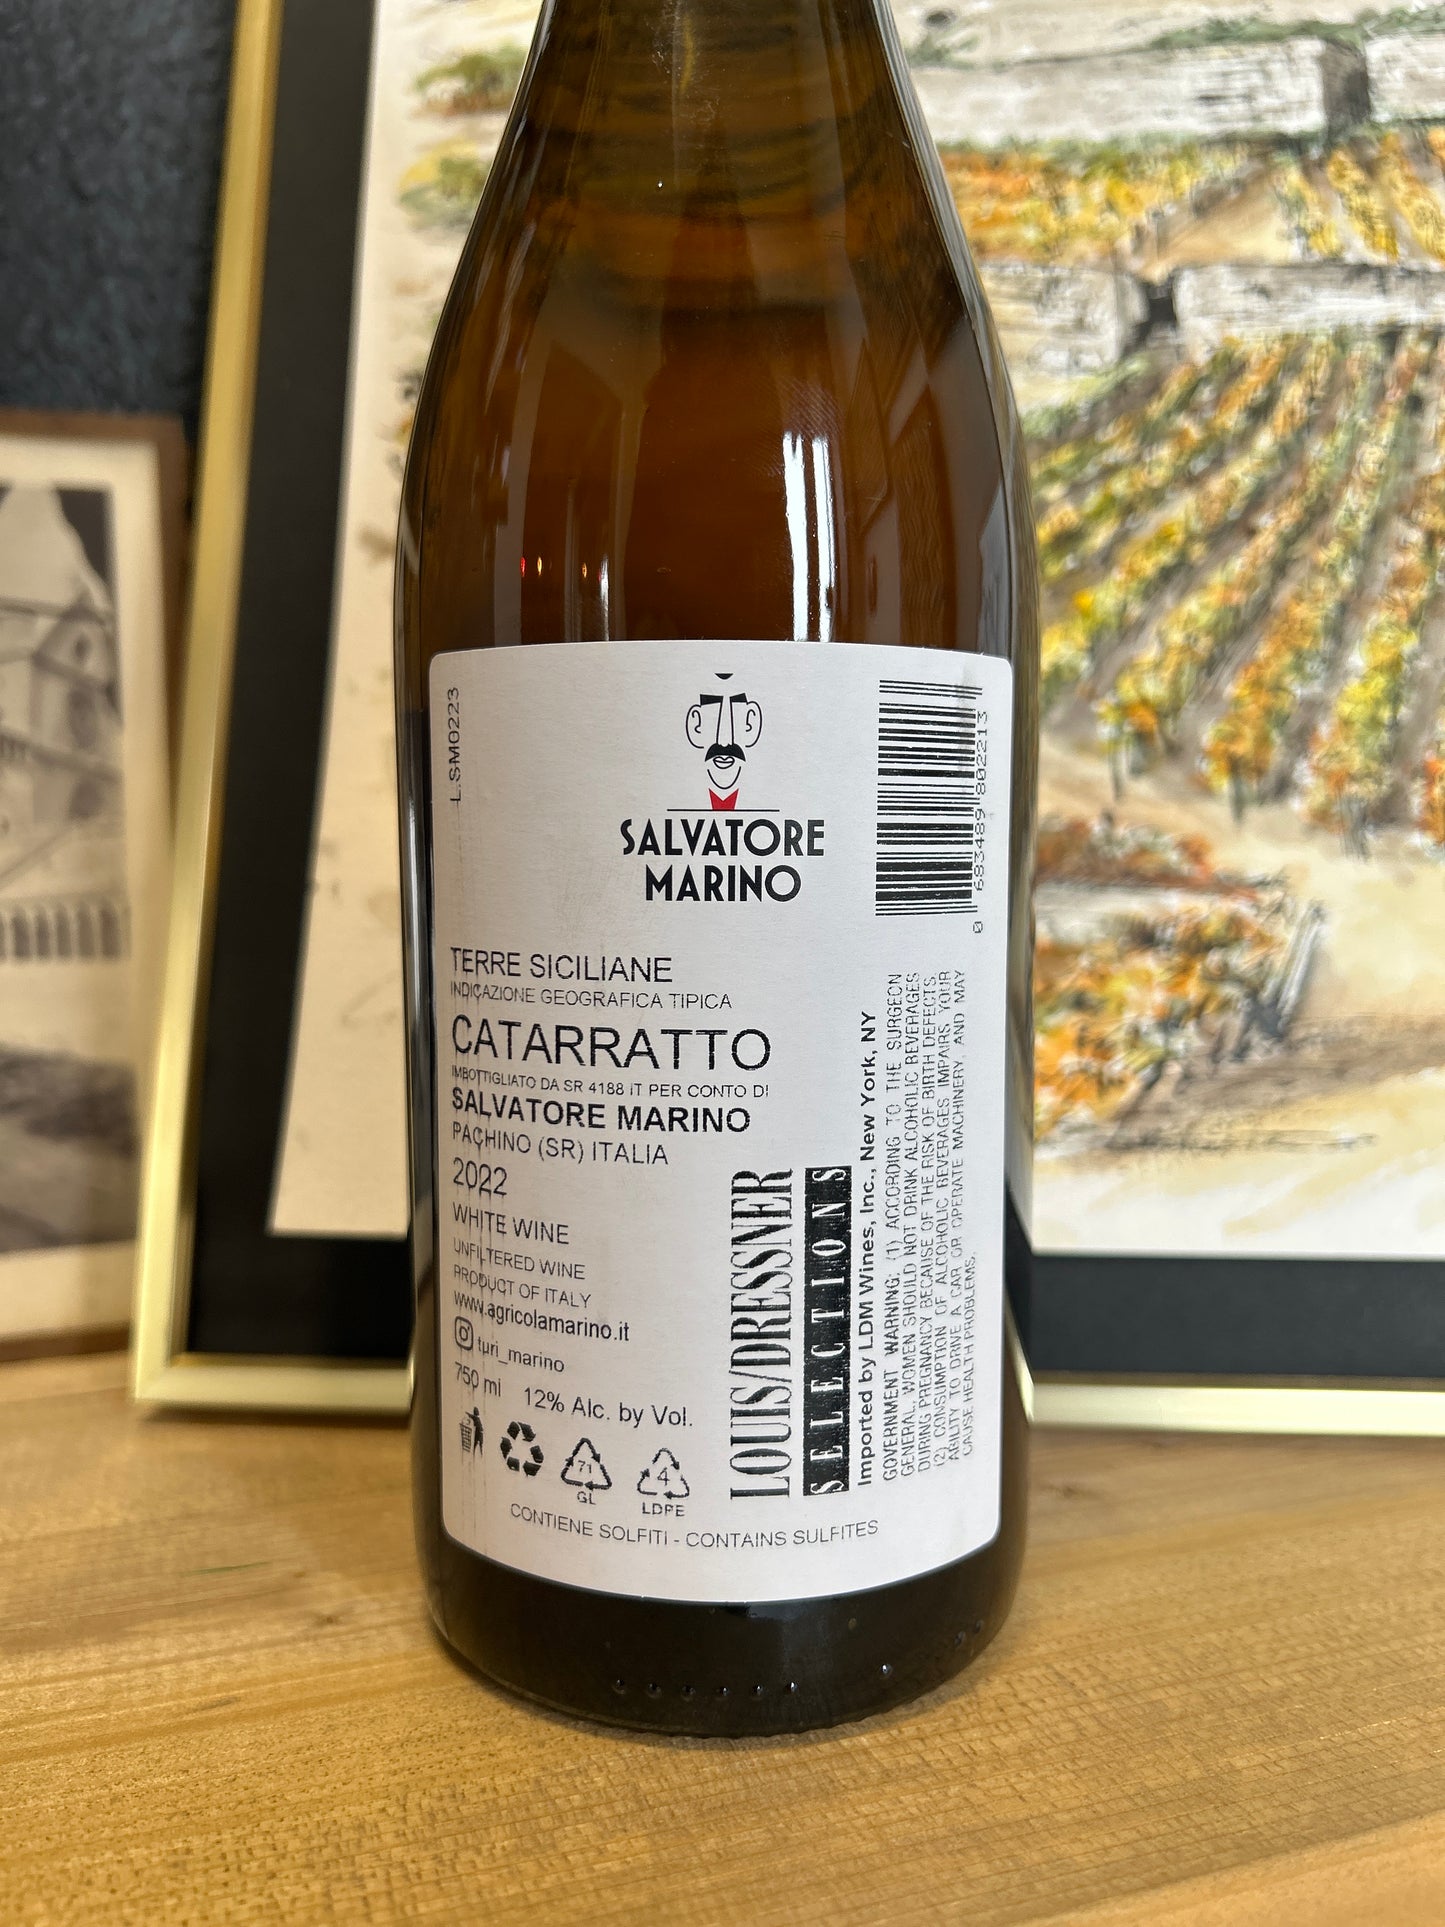 L.SM0223
SALVATORE
MARINO
0 683489 802213
TERRE SICILIANE
INDICAZIONE GEOGRAFICA TIPICA
CATARRATTO
IMBOTTIGLIATO DA SR 4188 IT PER CONTO DI
SALVATORE MARINO
PACHINO (SR) ITALIA
2022
WHITE WINE
UNFILTERED WINE
PRODUCT OF ITALY
www.agricolamarino.it
turi_marino
750 ml 12% Alc. by Vol.
71
GL
4
LDPE
CONTIENE SOLFITI - CONTAINS SULFITES
LOUIS/DRESSNER
SELECTIONS
Imported by LDM Wines, Inc., New York, NY
GOVERNMENT WARNING: (1) ACCORDING TO THE SURGEON
GENERAL, WOMEN SHOULD NOT DRINK ALCOHOLIC BEVERAGES
DURING PREGNANCY BECAUSE OF THE RISK OF BIRTH DEFECTS.
(2) CONSUMPTION OF ALCOHOLIC BEVERAGES IMPAIRS YOUR
ABILITY TO DRIVE A CAR OR OPERATE MACHINERY, AND MAY
CAUSE HEALTH PROBLEMS.